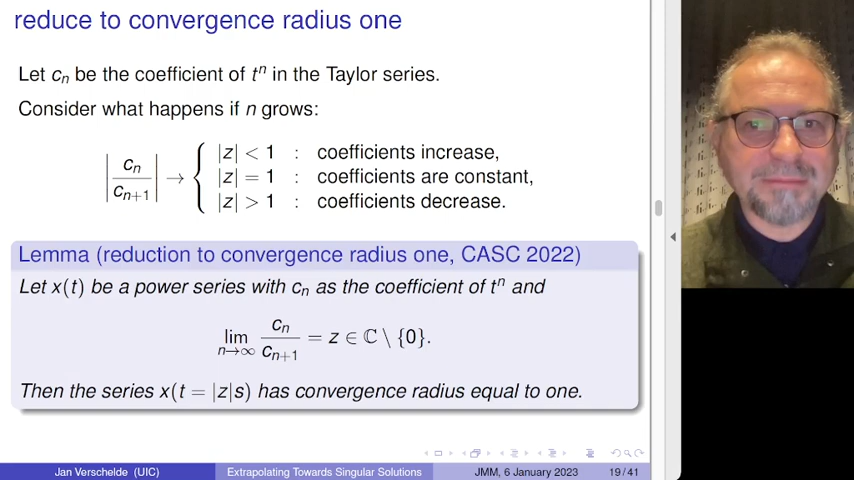 reduce to convergence radius one
Let cₙ be the coefficient of tⁿ in the Taylor series.
Consider what happens if n grows:
|cₙ / cₙ₊₁| → { |z| < 1 : coefficients increase,
|z| = 1 : coefficients are constant,
|z| > 1 : coefficients decrease.
Lemma (reduction to convergence radius one, CASC 2022)
Let x(t) be a power series with cₙ as the coefficient of tⁿ and
lim n→∞ cₙ / cₙ₊₁ = z ∈ ℂ \ {0}.
Then the series x(t = |z|s) has convergence radius equal to one.
Jan Verschelde (UIC) Extrapolating Towards Singular Solutions JMM, 6 January 2023 19 / 41